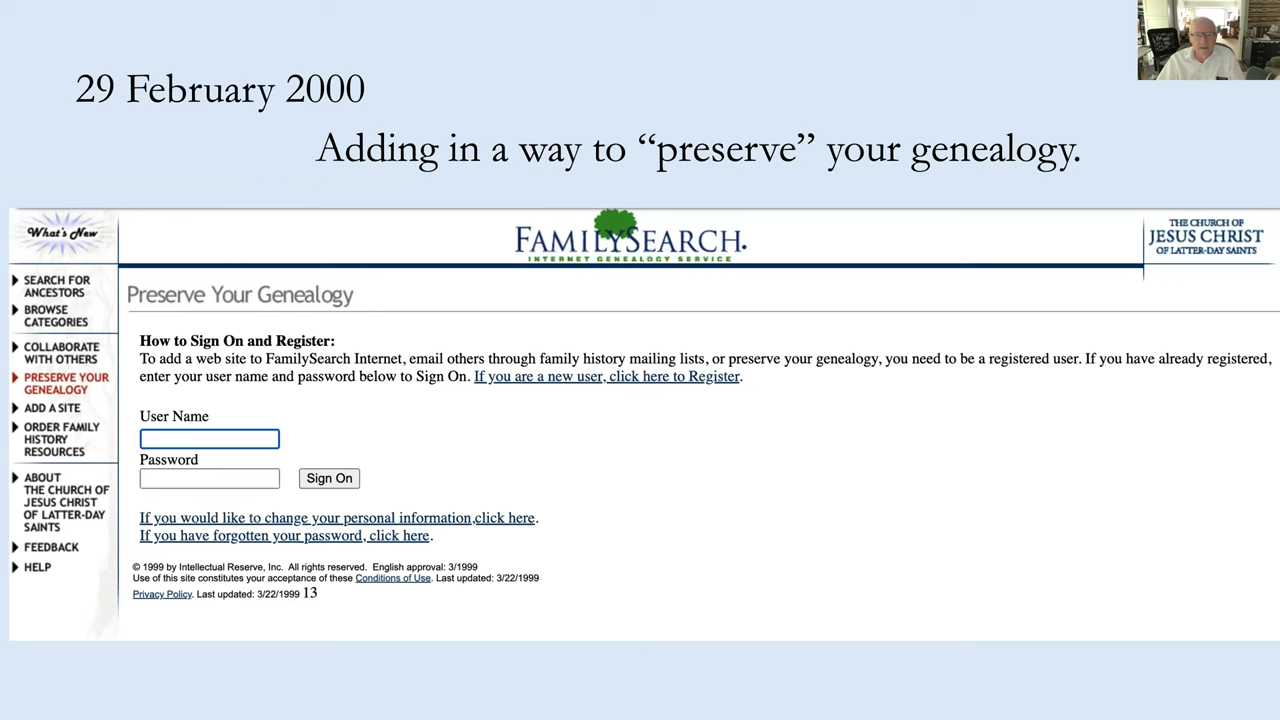 29 February 2000
Adding in a way to “preserve” your genealogy.
What's New
FAMILYSEARCH.
INTERNET GENEALOGY SERVICE
THE CHURCH OF
JESUS CHRIST
OF LATTER-DAY SAINTS
SEARCH FOR
ANCESTORS
BROWSE
CATEGORIES
COLLABORATE
WITH OTHERS
PRESERVE YOUR
GENEALOGY
ADD A SITE
ORDER FAMILY
HISTORY
RESOURCES
ABOUT
THE CHURCH OF
JESUS CHRIST
OF LATTER-DAY
SAINTS
FEEDBACK
HELP
Preserve Your Genealogy
How to Sign On and Register:
To add a web site to FamilySearch Internet, email others through family history mailing lists, or preserve your genealogy, you need to be a registered user. If you have already registered,
enter your user name and password below to Sign On. If you are a new user, click here to Register.
User Name
Password
Sign On
If you would like to change your personal information,click here.
If you have forgotten your password, click here.
© 1999 by Intellectual Reserve, Inc. All rights reserved. English approval: 3/1999
Use of this site constitutes your acceptance of these Conditions of Use. Last updated: 3/22/1999
Privacy Policy. Last updated: 3/22/1999 13